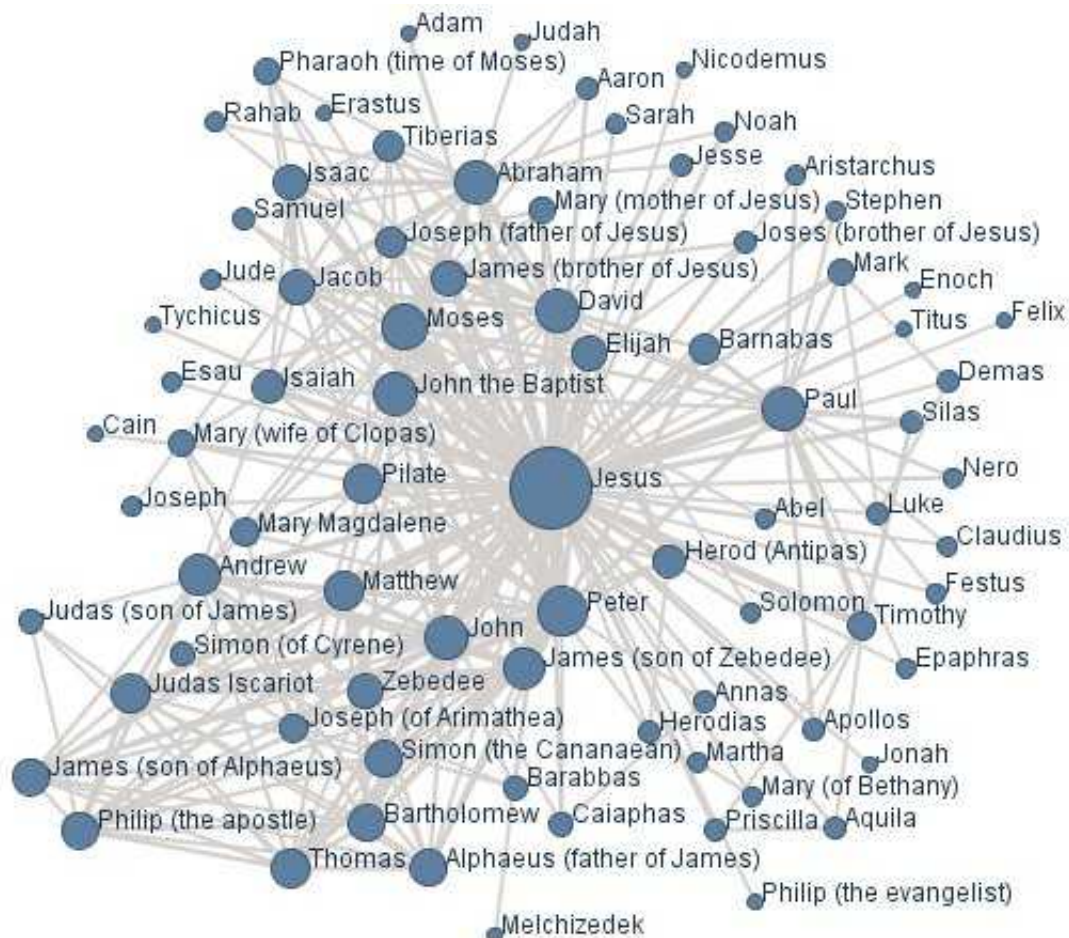 Adam
Judah
Pharaoh (time of Moses)
Nicodemus
Aaron
Rahab
Erastus
Sarah
Noah
Tiberias
Jesse
Aristarchus
Isaac
Abraham
Mary (mother of Jesus)
Stephen
Samuel
Joseph (father of Jesus)
Joses (brother of Jesus)
Jude
Jacob
James (brother of Jesus)
Mark
Enoch
David
Felix
Tychicus
Moses
Titus
Elijah
Barnabas
Esau
Isaiah
John the Baptist
Demas
Paul
Silas
Cain
Mary (wife of Clopas)
Pilate
Jesus
Nero
Joseph
Abel
Luke
Mary Magdalene
Claudius
Herod (Antipas)
Andrew
Matthew
Festus
Peter
Solomon
Timothy
Judas (son of James)
John
Simon (of Cyrene)
James (son of Zebedee)
Epaphras
Judas Iscariot
Zebedee
Annas
Joseph (of Arimathea)
Herodias
Apollos
Simon (the Cananaean)
Martha
Jonah
James (son of Alphaeus)
Barabbas
Mary (of Bethany)
Philip (the apostle)
Bartholomew
Caiaphas
Priscilla
Aquila
Thomas
Alphaeus (father of James)
Philip (the evangelist)
Melchizedek